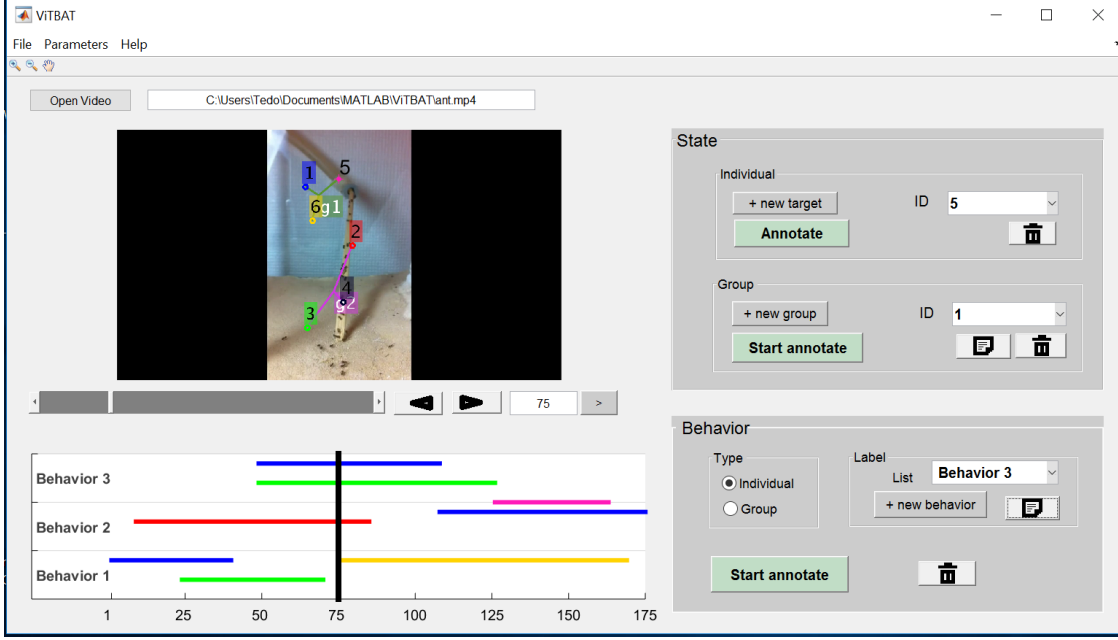 ViTBAT
File Parameters Help
Open Video
C:\Users\Tedo\Documents\MATLAB\ViTBAT\ant.mp4
1
5
6
g1
2
4
g2
3
75
>
State
Individual
+ new target
ID
5
Annotate
Group
+ new group
ID
1
Start annotate
Behavior 3
Behavior 2
Behavior 1
1 25 50 75 100 125 150 175
Behavior
Type
Individual
Group
Label
List
Behavior 3
+ new behavior
Start annotate